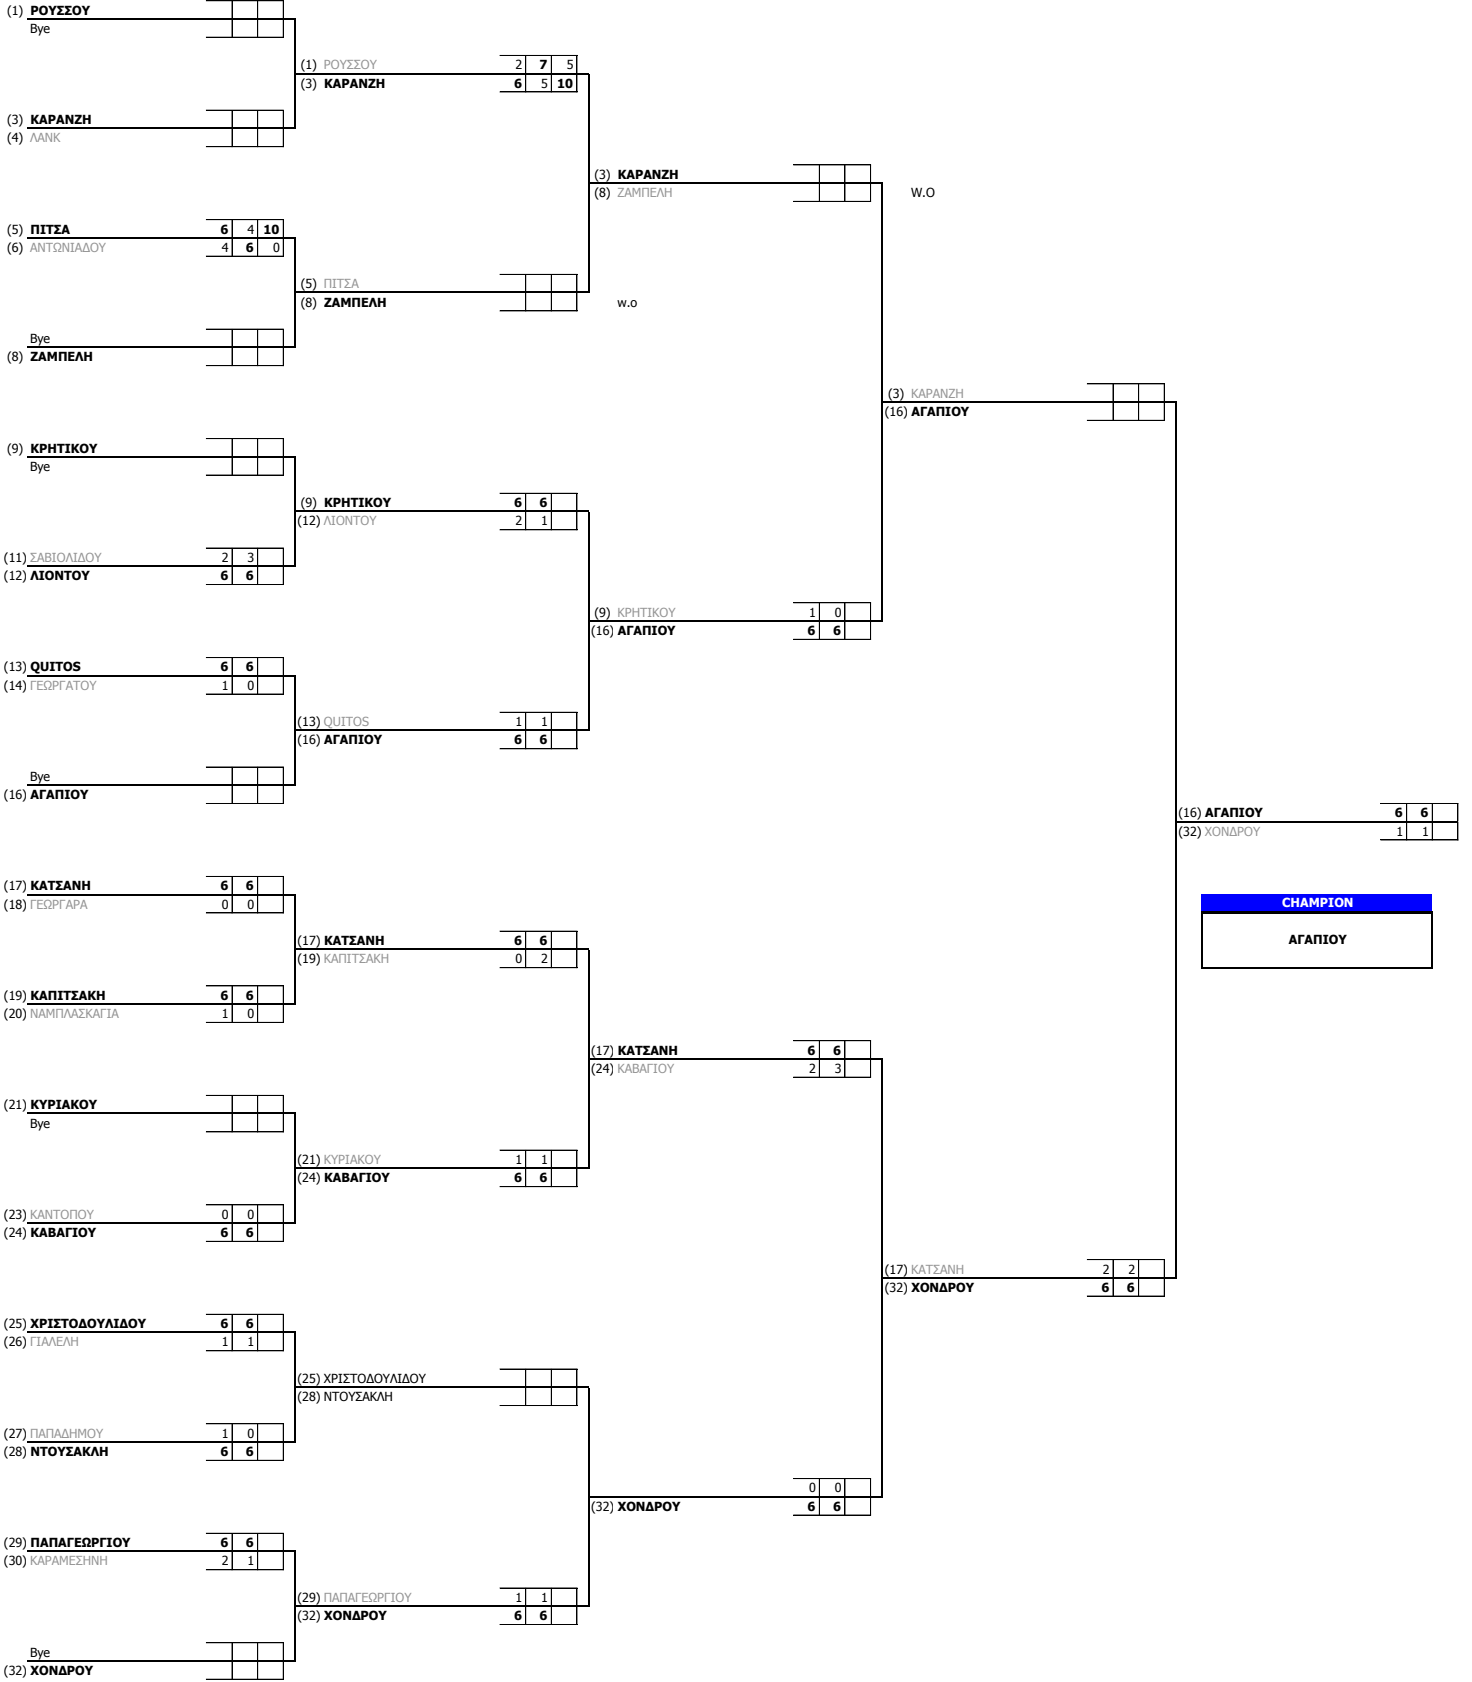 (1) ΡΟΥΣΣΟΥ
Bye
(1) ΡΟΥΣΣΟΥ 2 7 5
(3) ΚΑΡΑΝΖΗ 6 5 10
(3) ΚΑΡΑΝΖΗ
(4) ΛΑΝΚ
(3) ΚΑΡΑΝΖΗ
(8) ΖΑΜΠΕΛΗ W.O
(5) ΠΙΤΣΑ 6 4 10
(6) ΑΝΤΩΝΙΑΔΟΥ 4 6 0
(5) ΠΙΤΣΑ
(8) ΖΑΜΠΕΛΗ w.o
Bye
(8) ΖΑΜΠΕΛΗ
(3) ΚΑΡΑΝΖΗ
(16) ΑΓΑΠΙΟΥ
(9) ΚΡΗΤΙΚΟΥ
Bye
(9) ΚΡΗΤΙΚΟΥ 6 6
(12) ΛΙΟΝΤΟΥ 2 1
(11) ΣΑΒΙΟΛΙΔΟΥ 2 3
(12) ΛΙΟΝΤΟΥ 6 6
(9) ΚΡΗΤΙΚΟΥ 1 0
(16) ΑΓΑΠΙΟΥ 6 6
(13) QUITOS 6 6
(14) ΓΕΩΡΓΑΤΟΥ 1 0
(13) QUITOS 1 1
(16) ΑΓΑΠΙΟΥ 6 6
Bye
(16) ΑΓΑΠΙΟΥ
(16) ΑΓΑΠΙΟΥ 6 6
(32) ΧΟΝΔΡΟΥ 1 1
(17) ΚΑΤΣΑΝΗ 6 6
(18) ΓΕΩΡΓΑΡΑ 0 0
CHAMPION
ΑΓΑΠΙΟΥ
(17) ΚΑΤΣΑΝΗ 6 6
(19) ΚΑΠΙΤΣΑΚΗ 0 2
(19) ΚΑΠΙΤΣΑΚΗ 6 6
(20) ΝΑΜΠΛΑΣΚΑΓΙΑ 1 0
(17) ΚΑΤΣΑΝΗ 6 6
(24) ΚΑΒΑΓΙΟΥ 2 3
(21) ΚΥΡΙΑΚΟΥ
Bye
(21) ΚΥΡΙΑΚΟΥ 1 1
(24) ΚΑΒΑΓΙΟΥ 6 6
(23) ΚΑΝΤΟΠΟΥ 0 0
(24) ΚΑΒΑΓΙΟΥ 6 6
(17) ΚΑΤΣΑΝΗ 2 2
(32) ΧΟΝΔΡΟΥ 6 6
(25) ΧΡΙΣΤΟΔΟΥΛΙΔΟΥ 6 6
(26) ΓΙΑΛΕΛΗ 1 1
(25) ΧΡΙΣΤΟΔΟΥΛΙΔΟΥ
(28) ΝΤΟΥΣΑΚΛΗ
(27) ΠΑΠΑΔΗΜΟΥ 1 0
(28) ΝΤΟΥΣΑΚΛΗ 6 6
0 0
(32) ΧΟΝΔΡΟΥ 6 6
(29) ΠΑΠΑΓΕΩΡΓΙΟΥ 6 6
(30) ΚΑΡΑΜΕΣΗΝΗ 2 1
(29) ΠΑΠΑΓΕΩΡΓΙΟΥ 1 1
(32) ΧΟΝΔΡΟΥ 6 6
Bye
(32) ΧΟΝΔΡΟΥ